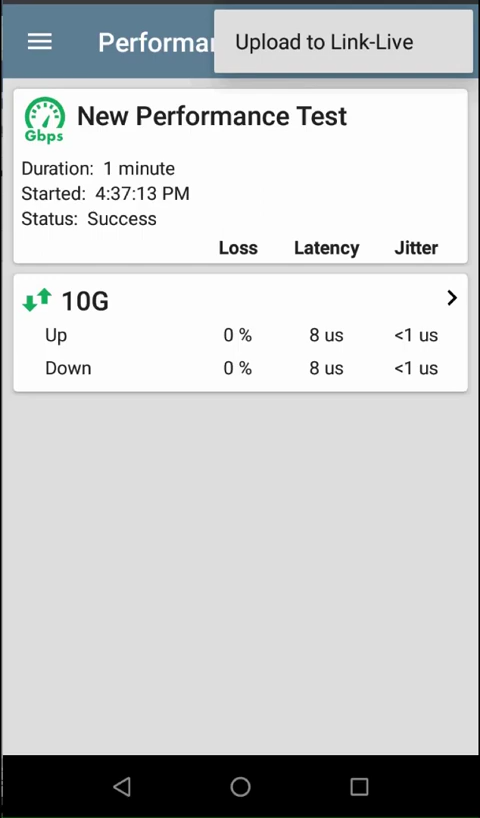 Performa
Upload to Link-Live
Gbps
New Performance Test
Duration: 1 minute
Started: 4:37:13 PM
Status: Success
Loss Latency Jitter
10G
Up 0 % 8 us <1 us
Down 0 % 8 us <1 us